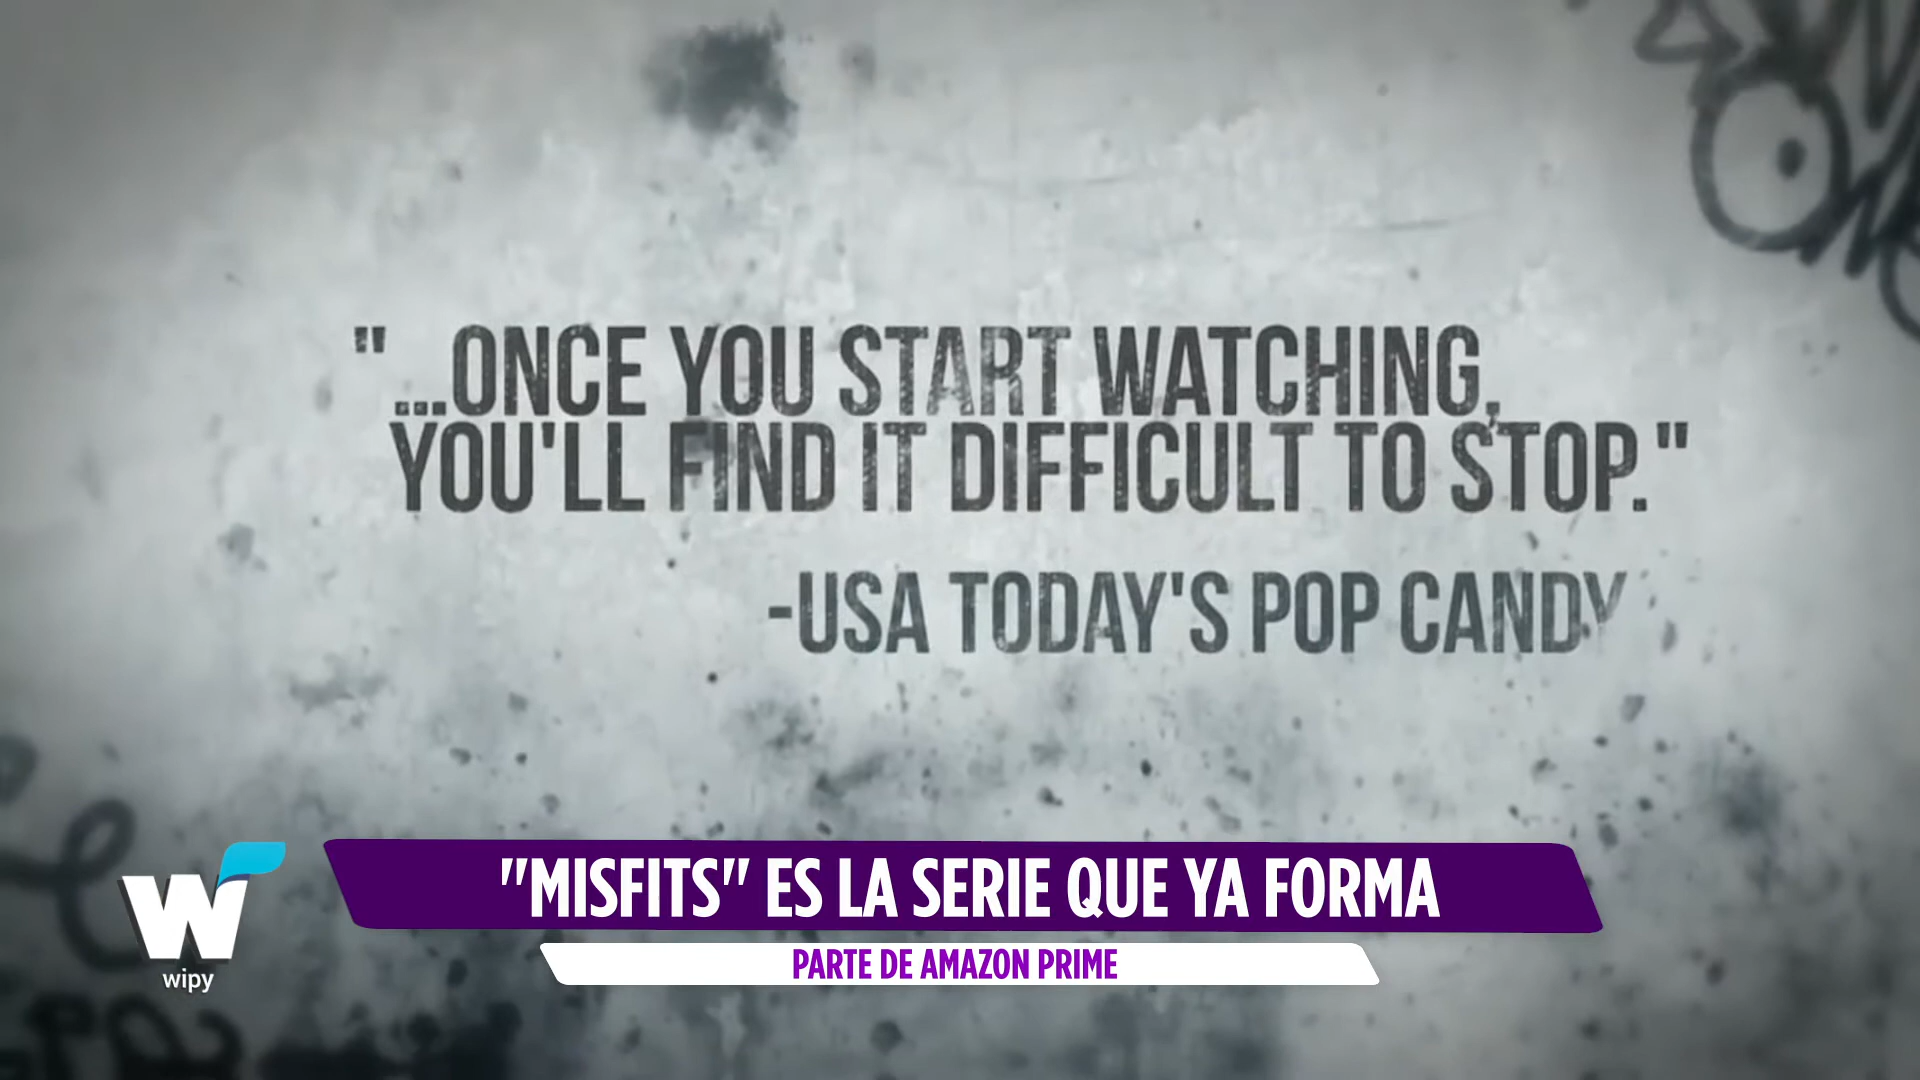 "...ONCE YOU START WATCHING,
YOU'LL FIND IT DIFFICULT TO STOP."
-USA TODAY'S POP CANDY
"MISFITS" ES LA SERIE QUE YA FORMA
PARTE DE AMAZON PRIME
W
wipy